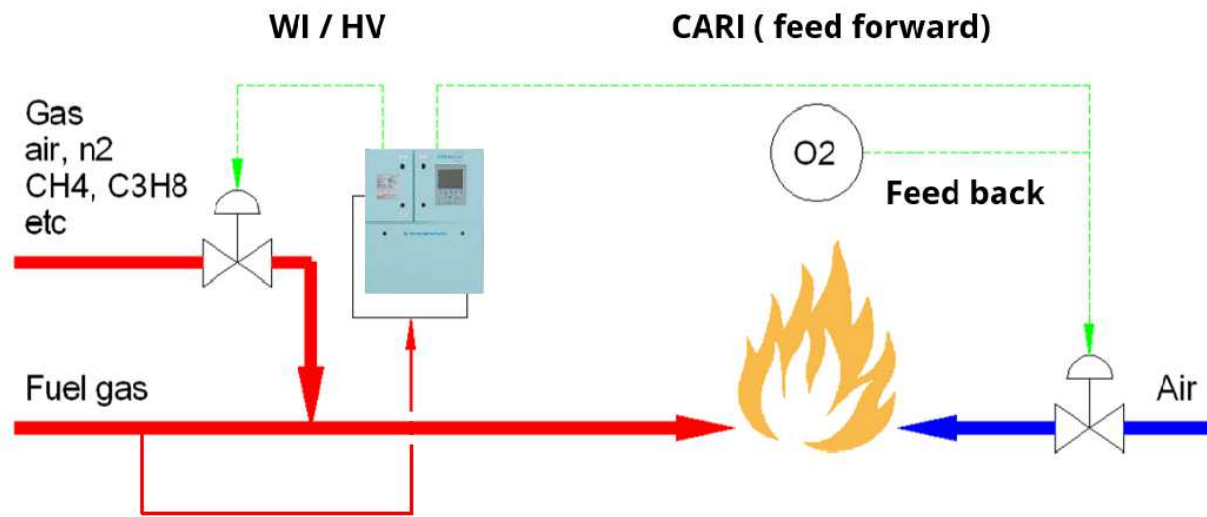 WI / HV
CARI ( feed forward)
Gas
air, n2
CH4, C3H8
etc
O2
Feed back
Fuel gas
Air